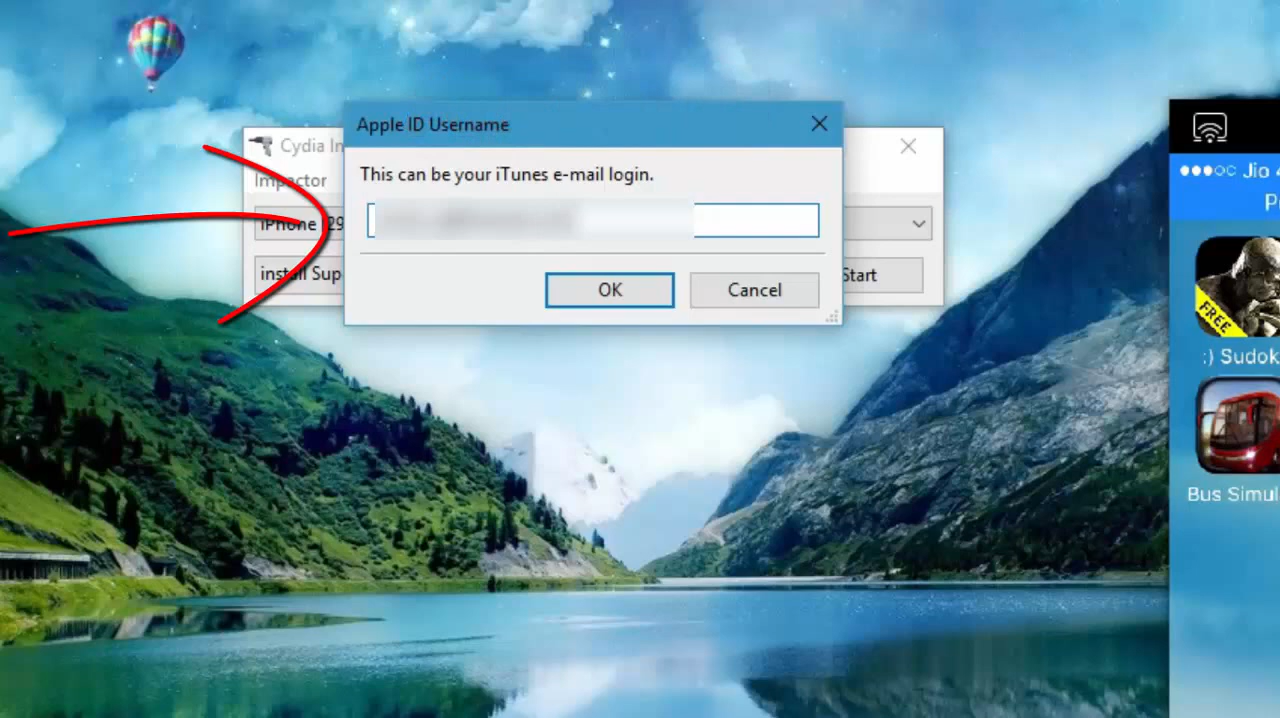 Apple ID Username
This can be your iTunes e-mail login.
OK
Cancel
Cydia
Impactor
iPhone
install
Start
Jio
FREE
:) Sudok
Bus Simul